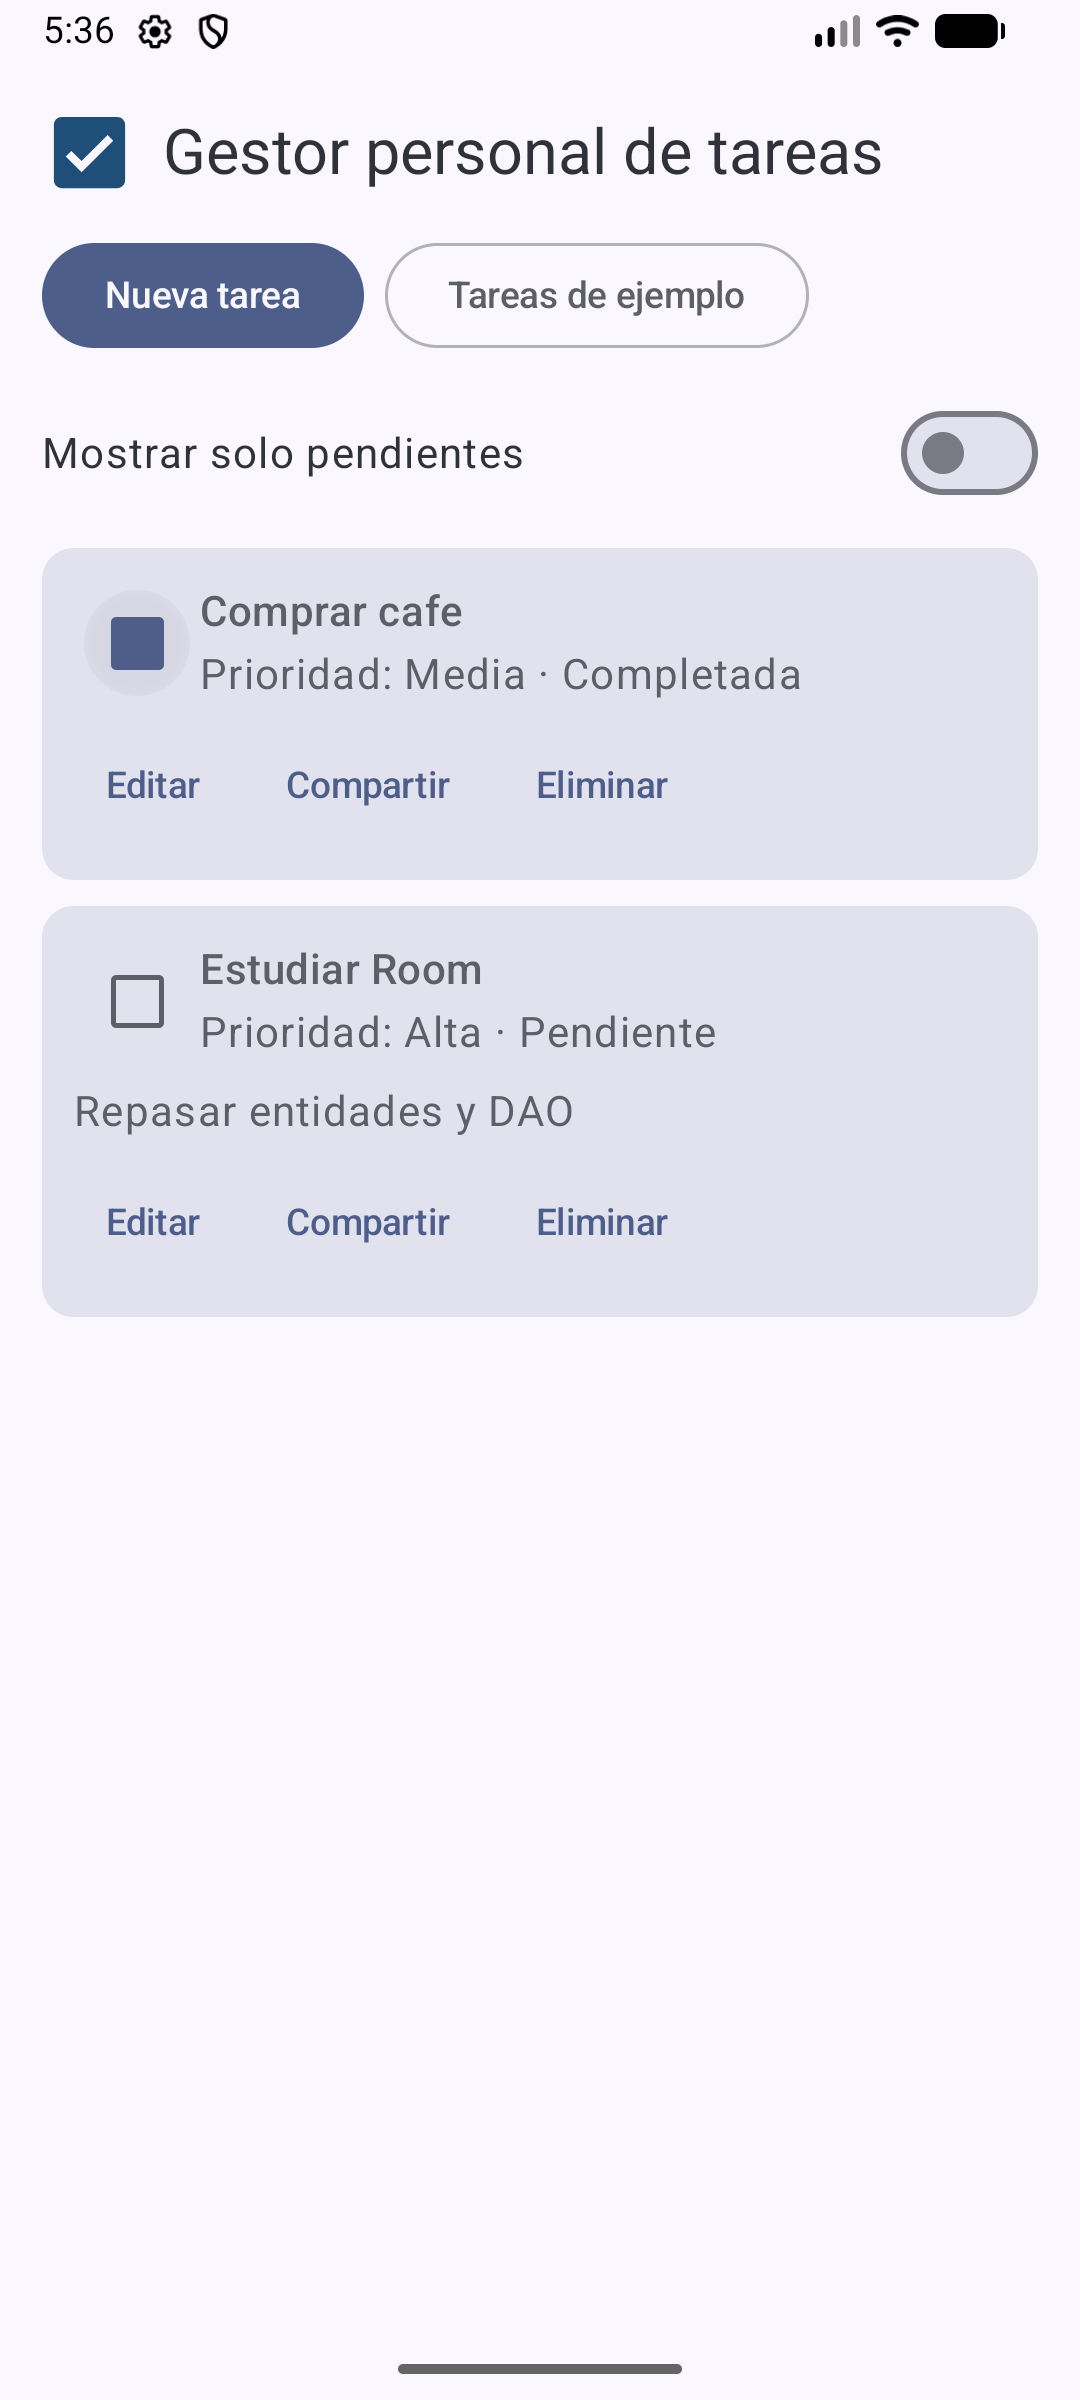 5:36
Gestor personal de tareas
Nueva tarea
Tareas de ejemplo
Mostrar solo pendientes
Comprar cafe
Prioridad: Media · Completada
Editar Compartir Eliminar
Estudiar Room
Prioridad: Alta · Pendiente
Repasar entidades y DAO
Editar Compartir Eliminar